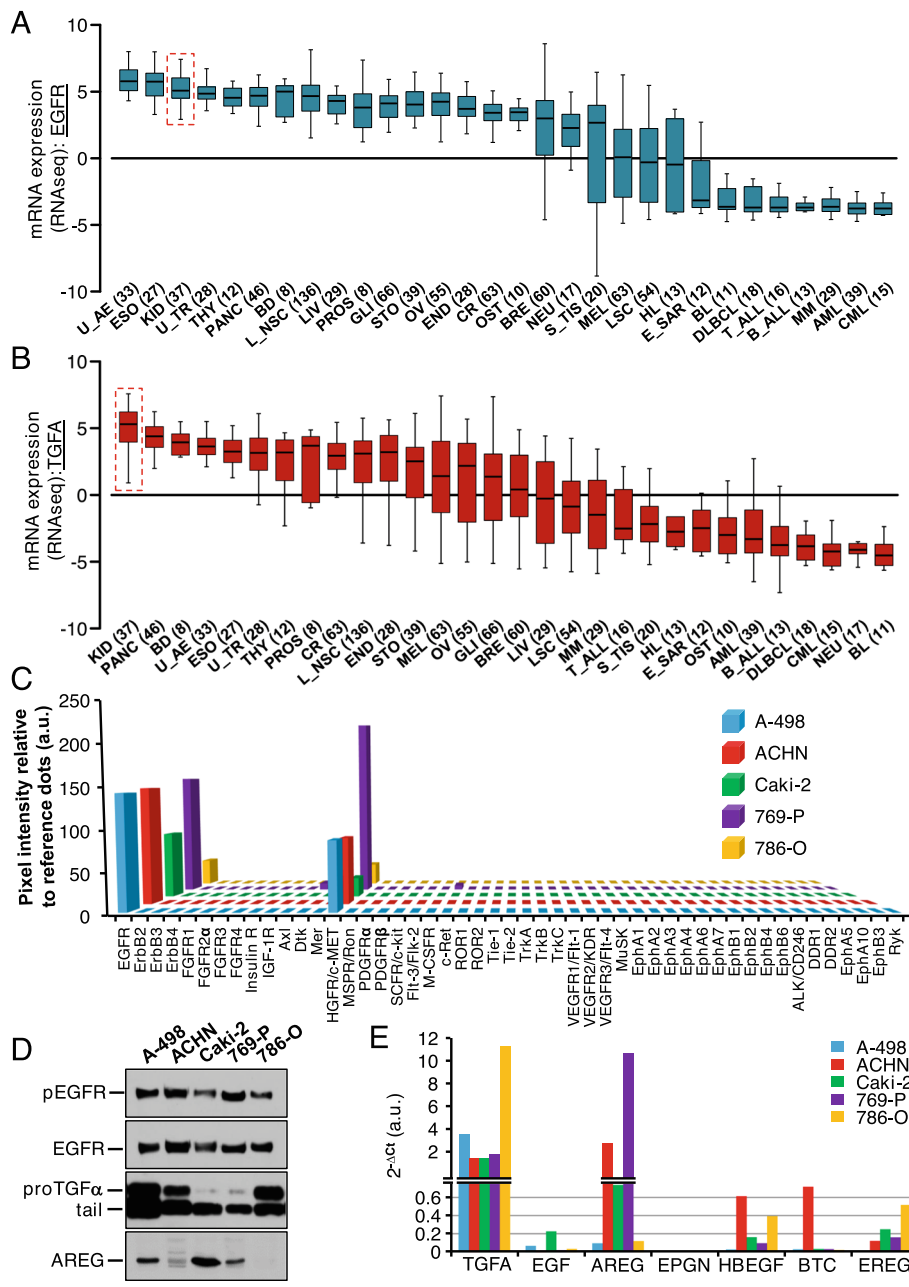 A
mRNA expression
(RNAseq): EGFR
10
5
0
-5
-10
U_AE (33)
ESO (27)
KID (37)
U_TR (28)
THY (12)
PANC (46)
BD (8)
L_NSC (136)
LIV (29)
PROS (8)
GLI (66)
STO (39)
OV (55)
END (28)
CR (63)
OST (10)
BRE (60)
NEU (17)
S_TIS (20)
MEL (63)
LSC (54)
HL (13)
E_SAR (12)
BL (11)
DLBCL (18)
T_ALL (16)
B_ALL (13)
MM (29)
AML (39)
CML (15)
B
mRNA expression
(RNAseq):TGFA
10
5
0
-5
-10
KID (37)
PANC (46)
BD (8)
U_AE (33)
ESO (27)
U_TR (28)
THY (12)
PROS (8)
CR (63)
L_NSC (136)
END (28)
STO (39)
MEL (63)
OV (55)
GLI (66)
BRE (60)
LIV (29)
LSC (54)
MM (29)
T_ALL (16)
S_TIS (20)
HL (13)
E_SAR (12)
OST (10)
AML (39)
B_ALL (13)
DLBCL (18)
CML (15)
NEU (17)
BL (11)
C
Pixel intensity relative
to reference dots (a.u.)
250
200
150
100
50
0
A-498
ACHN
Caki-2
769-P
786-O
EGFR
ErbB2
ErbB3
ErbB4
FGFR1
FGFR2α
FGFR3
FGFR4
Insulin R
IGF-1R
Axl
Dtk
Mer
HGFR/c-MET
MSPR/Ron
PDGFRα
PDGFRβ
SCFR/c-kit
Flt-3/Flk-2
M-CSFR
c-Ret
ROR1
ROR2
Tie-1
Tie-2
TrkA
TrkB
TrkC
VEGFR1/Flt-1
VEGFR2/KDR
VEGFR3/Flt-4
MuSK
EphA1
EphA2
EphA3
EphA4
EphA6
EphA7
EphB1
EphB2
EphB4
EphB6
ALK/CD246
DDR1
DDR2
EphA5
EphA10
EphB3
Ryk
D
A-498
ACHN
Caki-2
769-P
786-O
pEGFR
EGFR
proTGFα
tail
AREG
E
2-ΔCt (a.u.)
12
10
8
6
4
2
0.6
0.4
0.2
0
A-498
ACHN
Caki-2
769-P
786-O
TGFA
EGF
AREG
EPGN
HBEGF
BTC
EREG